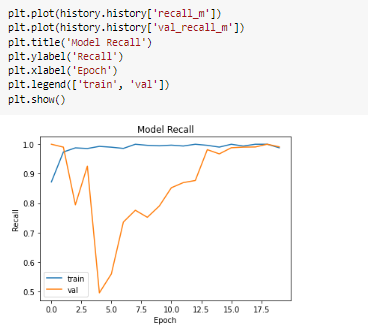 plt.plot(history.history['recall_m'])
plt.plot(history.history['val_recall_m'])
plt.title('Model Recall')
plt.ylabel('Recall')
plt.xlabel('Epoch')
plt.legend(['train', 'val'])
plt.show()
Model Recall
1.0
0.9
0.8
0.7
0.6
0.5
Recall
train
val
0.0 2.5 5.0 7.5 10.0 12.5 15.0 17.5
Epoch